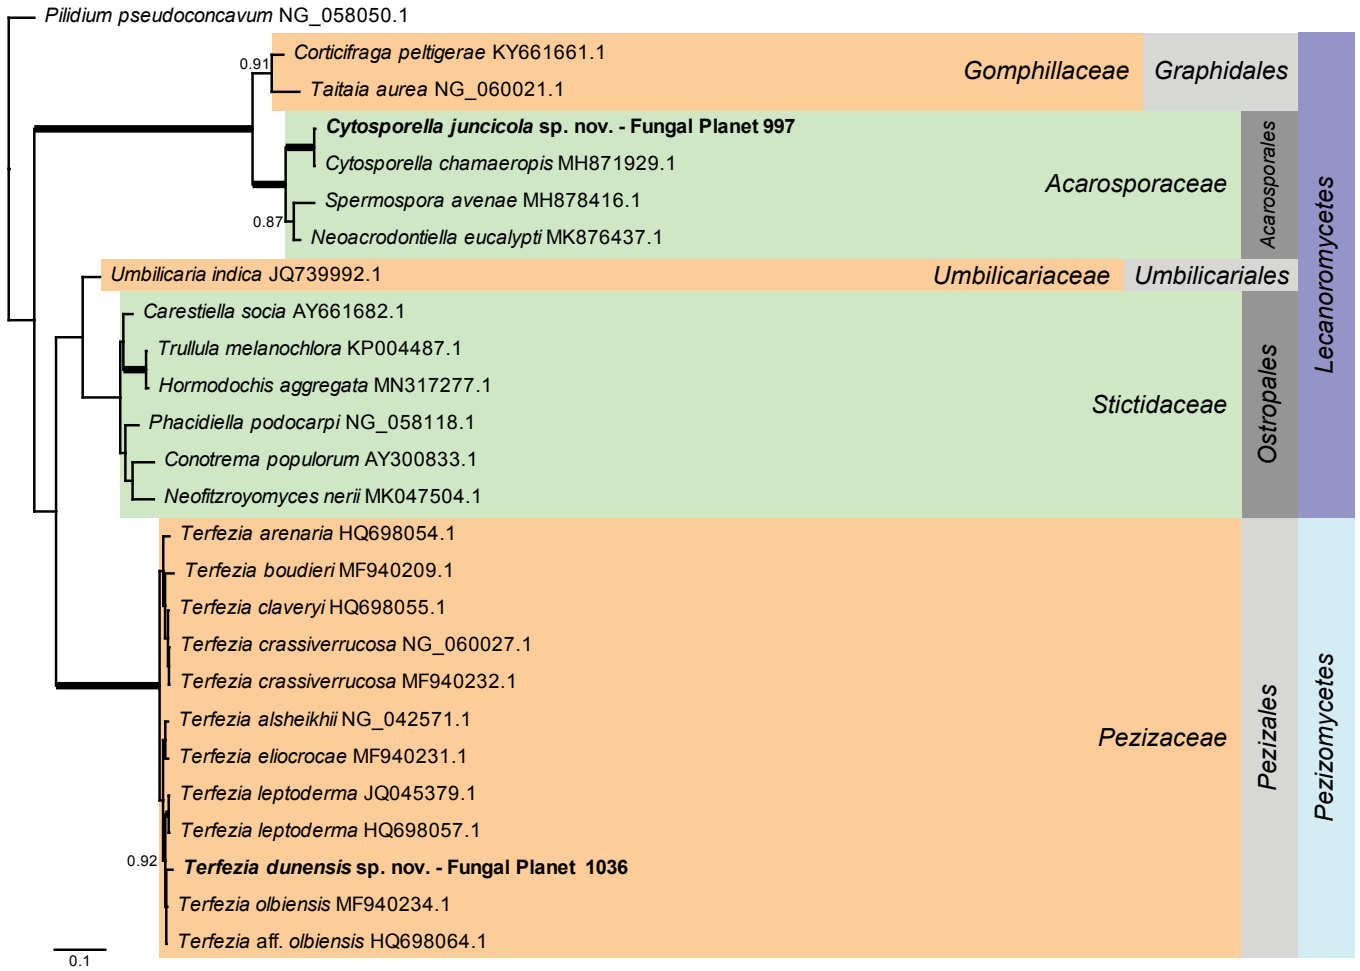 Pilidium pseudoconcavum NG_058050.1
0.91
Corticifraga peltigerae KY661661.1
Taitaia aurea NG_060021.1
Gomphillaceae
Graphidales
Cytosporella juncicola sp. nov. - Fungal Planet 997
Cytosporella chamaeropis MH871929.1
Spermospora avenae MH878416.1
0.87
Neoacrodontiella eucalypti MK876437.1
Acarosporaceae
Acarosporales
Umbilicaria indica JQ739992.1
Umbilicariaceae
Umbilicariales
Lecanoromycetes
Carestiella socia AY661682.1
Trullula melanochlora KP004487.1
Hormodochis aggregata MN317277.1
Phacidiella podocarpi NG_058118.1
Conotrema populorum AY300833.1
Neofitzroyomyces nerii MK047504.1
Stictidaceae
Ostropales
Terfezia arenaria HQ698054.1
Terfezia boudieri MF940209.1
Terfezia claveryi HQ698055.1
Terfezia crassiverrucosa NG_060027.1
Terfezia crassiverrucosa MF940232.1
Terfezia alsheikhii NG_042571.1
Terfezia eliocrocae MF940231.1
Terfezia leptoderma JQ045379.1
Terfezia leptoderma HQ698057.1
0.92
Terfezia dunensis sp. nov. - Fungal Planet 1036
Terfezia olbiensis MF940234.1
Terfezia aff. olbiensis HQ698064.1
Pezizaceae
Pezizales
Pezizomycetes
0.1